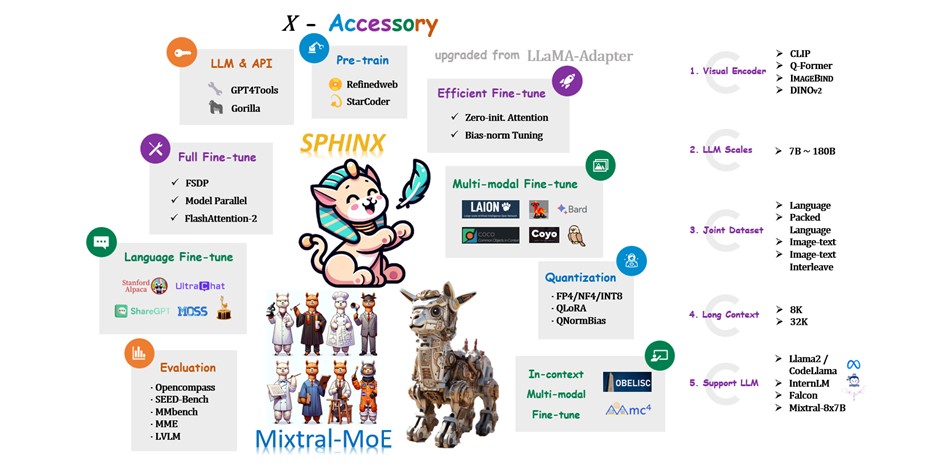 X - Accessory
upgraded from LLaMA-Adapter
LLM & API
GPT4Tools
Gorilla
Pre-train
Refinedweb
StarCoder
Efficient Fine-tune
✓ Zero-init. Attention
✓ Bias-norm Tuning
SPHINX
Full Fine-tune
✓ FSDP
✓ Model Parallel
✓ FlashAttention-2
Multi-modal Fine-tune
LAION
Bard
COCO
Coyo
Language Fine-tune
Stanford
Alpaca
UltraChat
ShareGPT
MOSS
Quantization
· FP4/NF4/INT8
· QLoRA
· QNormBias
Evaluation
· Opencompass
· SEED-Bench
· MMbench
· MME
· LVLM
Mixtral-MoE
In-context
Multi-modal
Fine-tune
OBELISC
mc4
1. Visual Encoder
➤ CLIP
➤ Q-Former
➤ IMAGEBIND
➤ DINOv2
2. LLM Scales
➤ 7B ~ 180B
3. Joint Dataset
➤ Language
➤ Packed
Language
➤ Image-text
➤ Image-text
Interleave
4. Long Context
➤ 8K
➤ 32K
5. Support LLM
➤ Llama2 /
CodeLlama
➤ InternLM
➤ Falcon
➤ Mixtral-8x7B